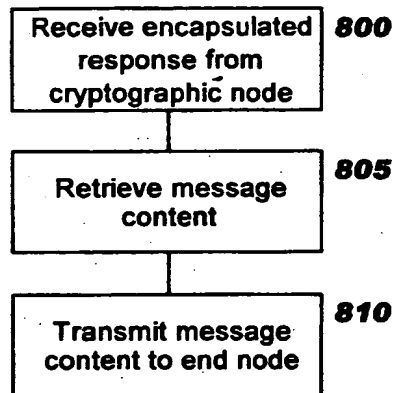 Receive encapsulated 800
response from
cryptographic node
Retrieve message 805
content
Transmit message 810
content to end node